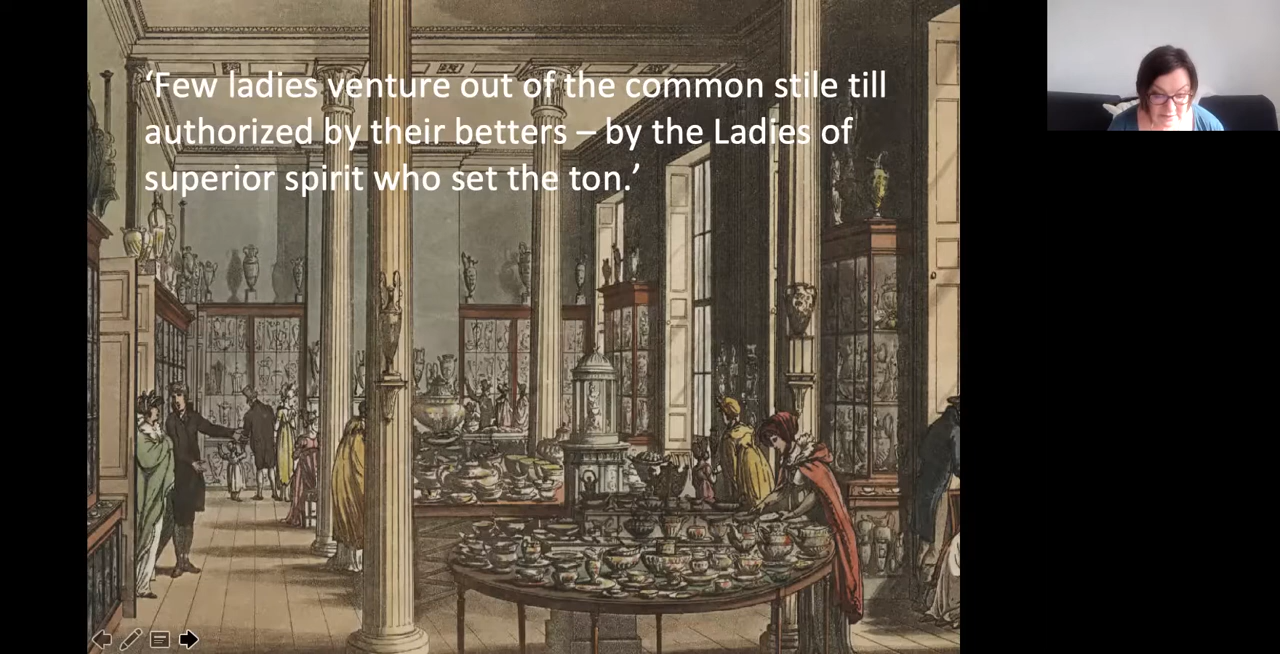 ‘Few ladies venture out of the common stile till
authorized by their betters – by the Ladies of
superior spirit who set the ton.’